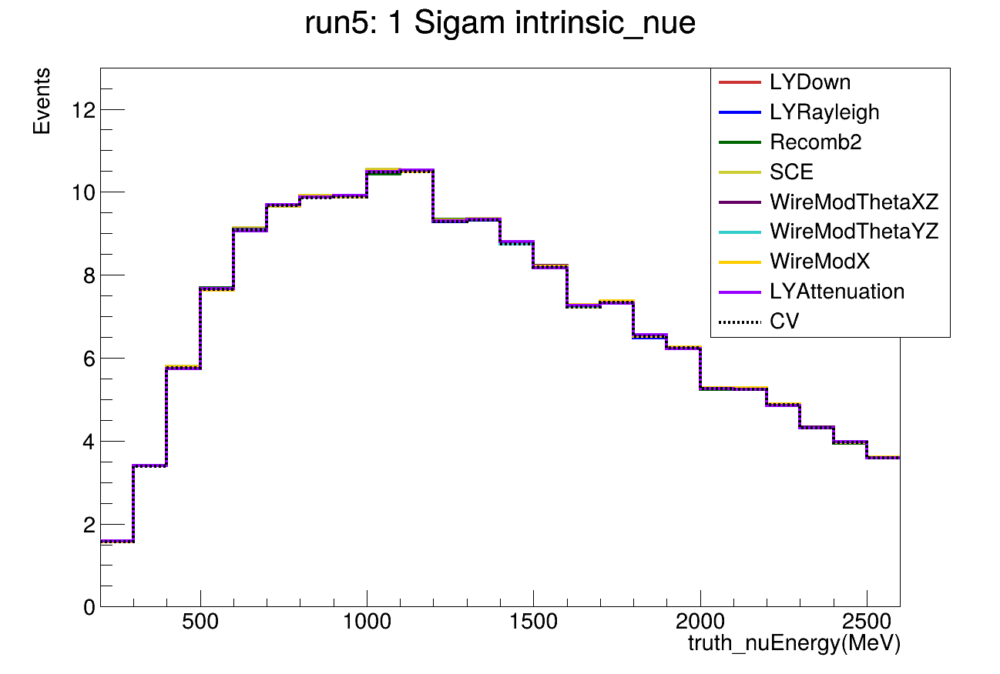 run5: 1 Sigam intrinsic_nue
Events
12
10
8
6
4
2
0
500
1000
1500
2000
2500
truth_nuEnergy(MeV)
LYDown
LYRayleigh
Recomb2
SCE
WireModThetaXZ
WireModThetaYZ
WireModX
LYAttenuation
CV